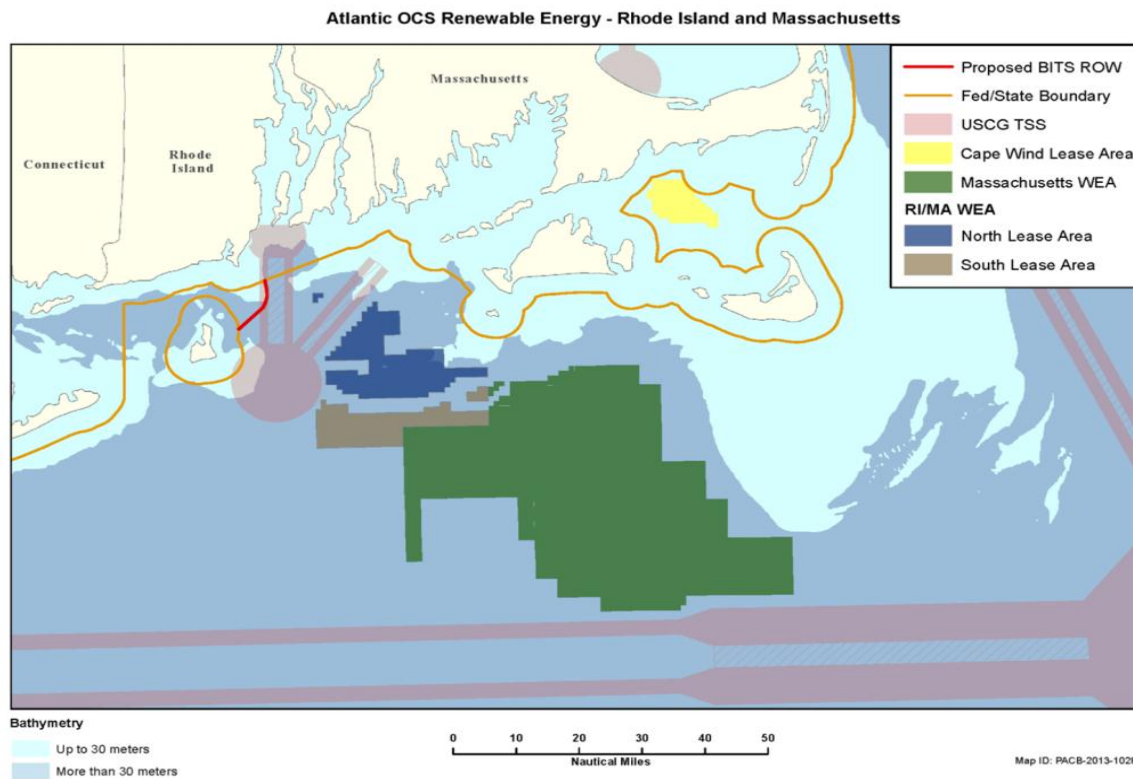 Atlantic OCS Renewable Energy - Rhode Island and Massachusetts
Massachusetts
Connecticut
Rhode
Island
Proposed BITS ROW
Fed/State Boundary
USCG TSS
Cape Wind Lease Area
Massachusetts WEA
RI/MA WEA
North Lease Area
South Lease Area
Bathymetry
Up to 30 meters
More than 30 meters
0 10 20 30 40 50
Nautical Miles